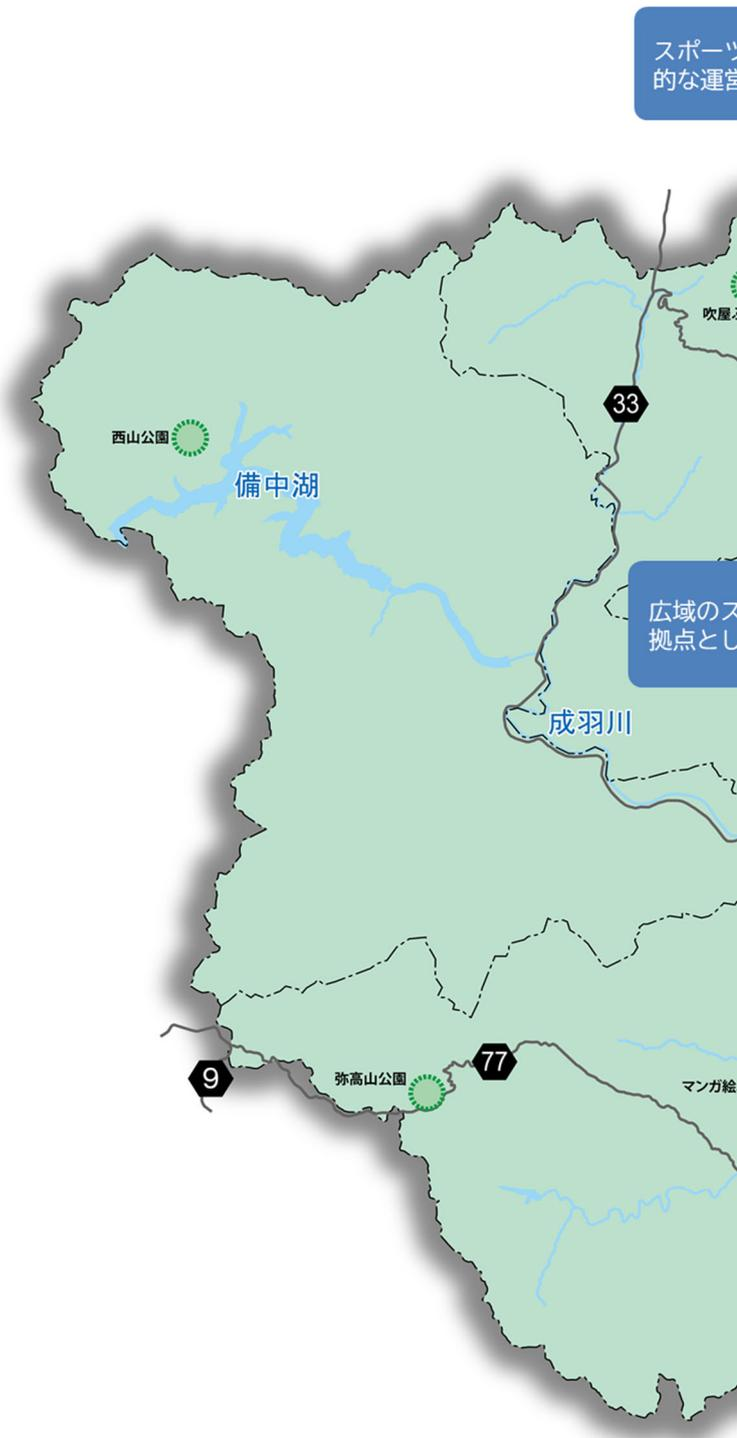 スポーツ
的な運営
吹屋ふ
33
西山公園
備中湖
広域のス
拠点とし
成羽川
77
9
弥高山公園
マンガ絵